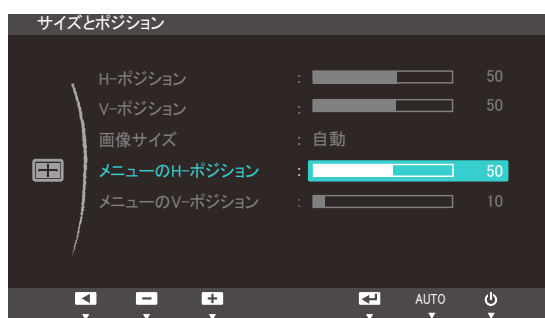 サイズとポジション
H-ポジション : 50
V-ポジション : 50
画像サイズ : 自動
メニューのH-ポジション : 50
メニューのV-ポジション : 10
AUTO